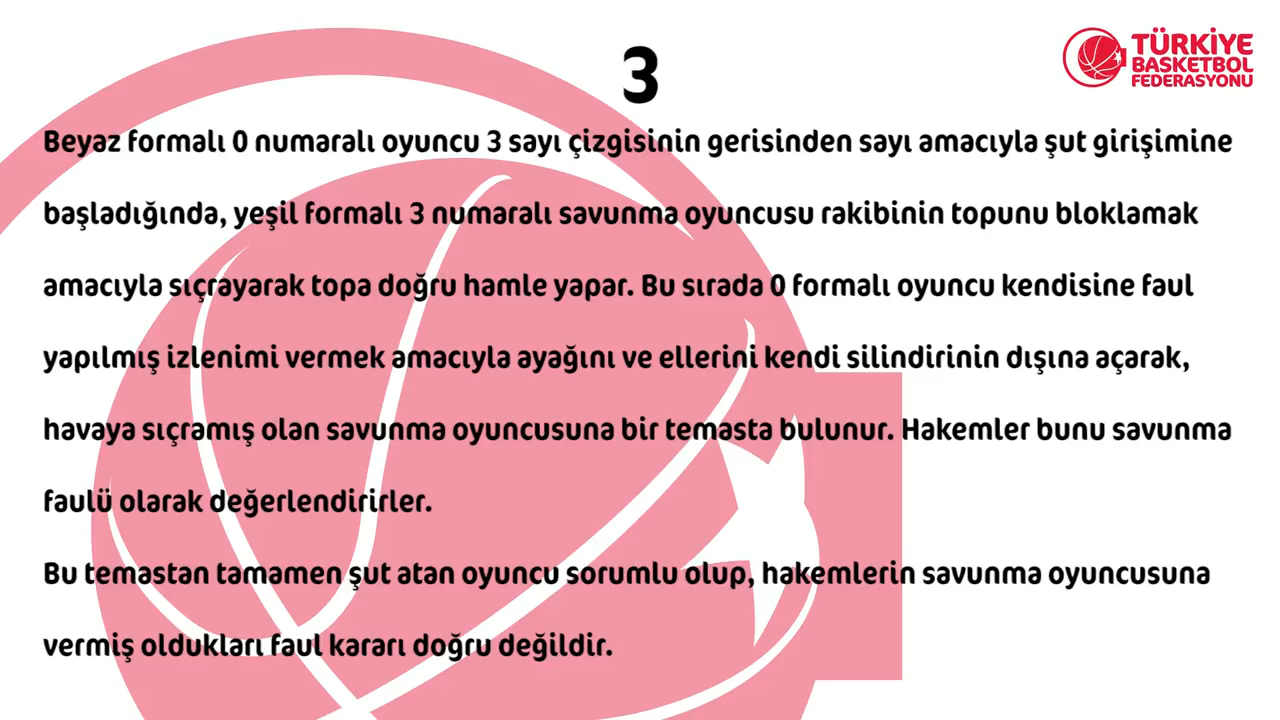 3
TÜRKİYE
BASKETBOL
FEDERASYONU
Beyaz formalı 0 numaralı oyuncu 3 sayı çizgisinin gerisinden sayı amacıyla şut girişimine
başladığında, yeşil formalı 3 numaralı savunma oyuncusu rakibinin topunu bloklamak
amacıyla sıçrayarak topa doğru hamle yapar. Bu sırada 0 formalı oyuncu kendisine faul
yapılmış izlenimi vermek amacıyla ayağını ve ellerini kendi silindirinin dışına açarak,
havaya sıçramış olan savunma oyuncusuna bir temasta bulunur. Hakemler bunu savunma
faulü olarak değerlendirirler.
Bu temastan tamamen şut atan oyuncu sorumlu olup, hakemlerin savunma oyuncusuna
vermiş oldukları faul kararı doğru değildir.